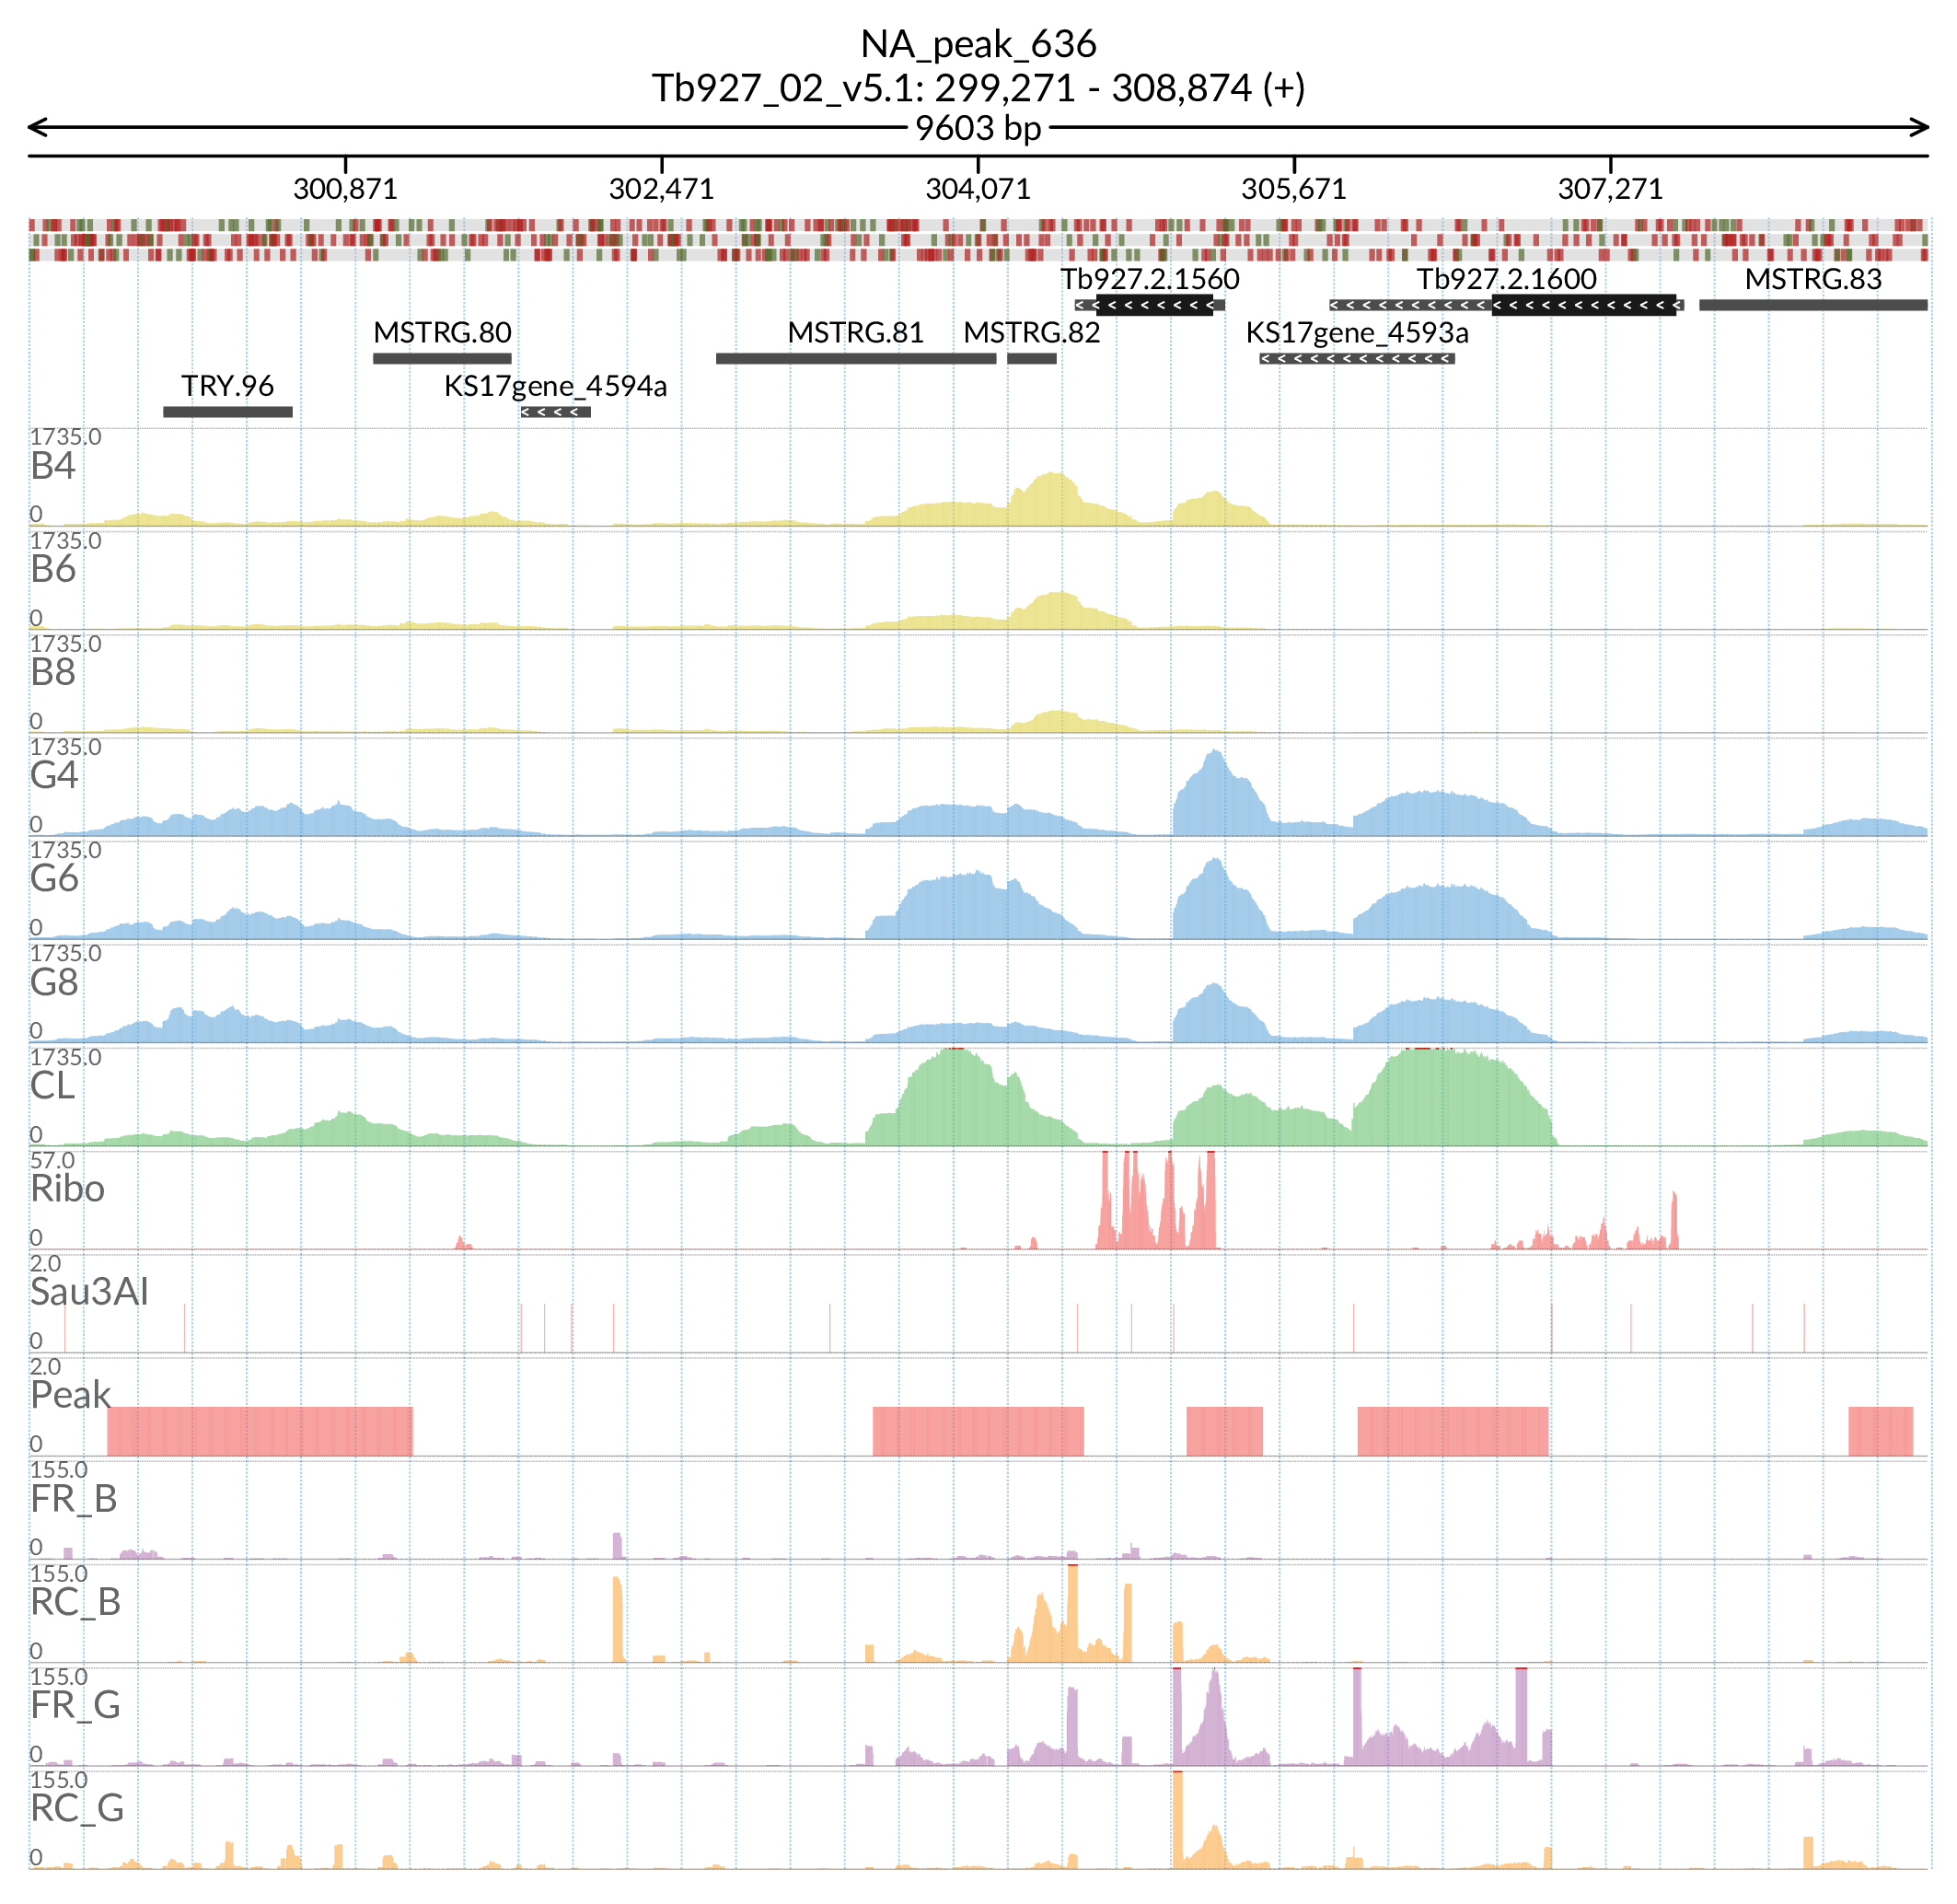 NA_peak_636
Tb927_02_v5.1: 299,271 - 308,874 (+)
9603 bp
300,871 302,471 304,071 305,671 307,271
Tb927.2.1560 Tb927.2.1600 MSTRG.83
MSTRG.80 MSTRG.81 MSTRG.82 KS17gene_4593a
TRY.96 KS17gene_4594a
1735.0
B4
0
1735.0
B6
0
1735.0
B8
0
1735.0
G4
0
1735.0
G6
0
1735.0
G8
0
1735.0
CL
0
57.0
Ribo
0
2.0
Sau3AI
0
2.0
Peak
0
155.0
FR_B
0
155.0
RC_B
0
155.0
FR_G
0
155.0
RC_G
0